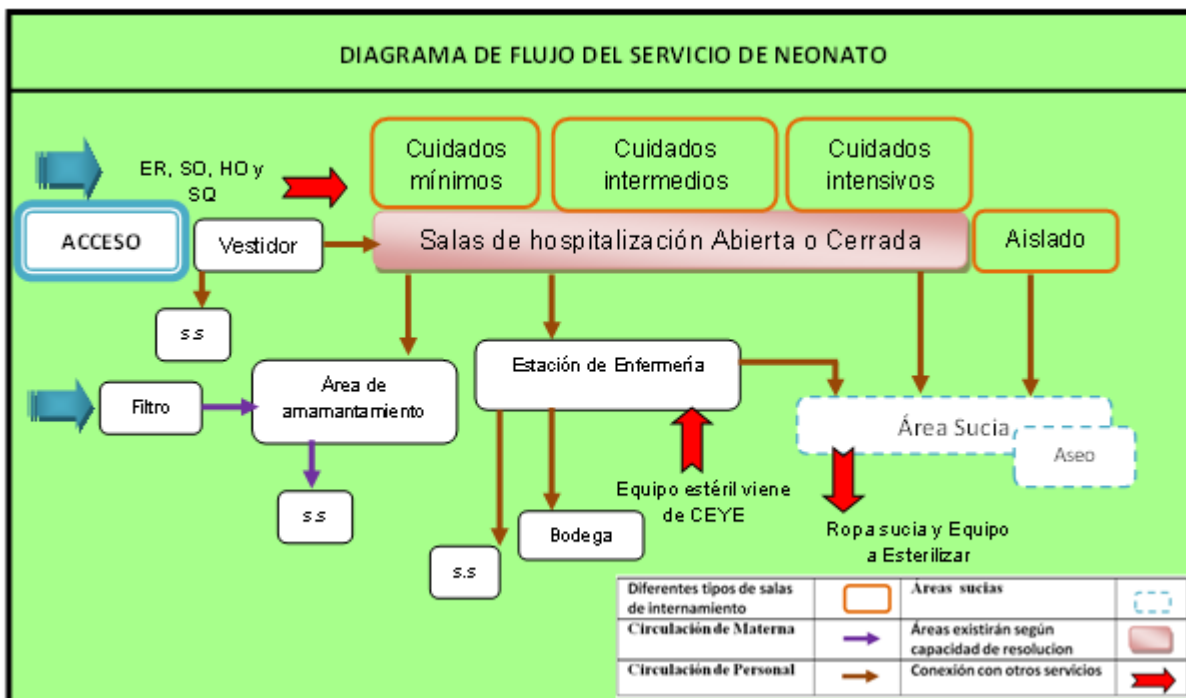 DIAGRAMA DE FLUJO DEL SERVICIO DE NEONATO
Cuidados
mínimos
Cuidados
intermedios
Cuidados
intensivos
ER, SO, HO y
SQ
ACCESO
Vestidor
Salas de hospitalización Abierta o Cerrada
Aislado
s.s
Estación de Enfermería
Filtro
Área de
amamantamiento
Área Sucia
Aseo
s.s
Equipo estéril viene
de CEYE
Bodega
s.s
Ropa sucia y Equipo
a Esterilizar
Diferentes tipos de salas
de internamiento
Áreas sucias
Circulación de Materna
Áreas existirán según
capacidad de resolucion
Circulación de Personal
Conexión con otros servicios